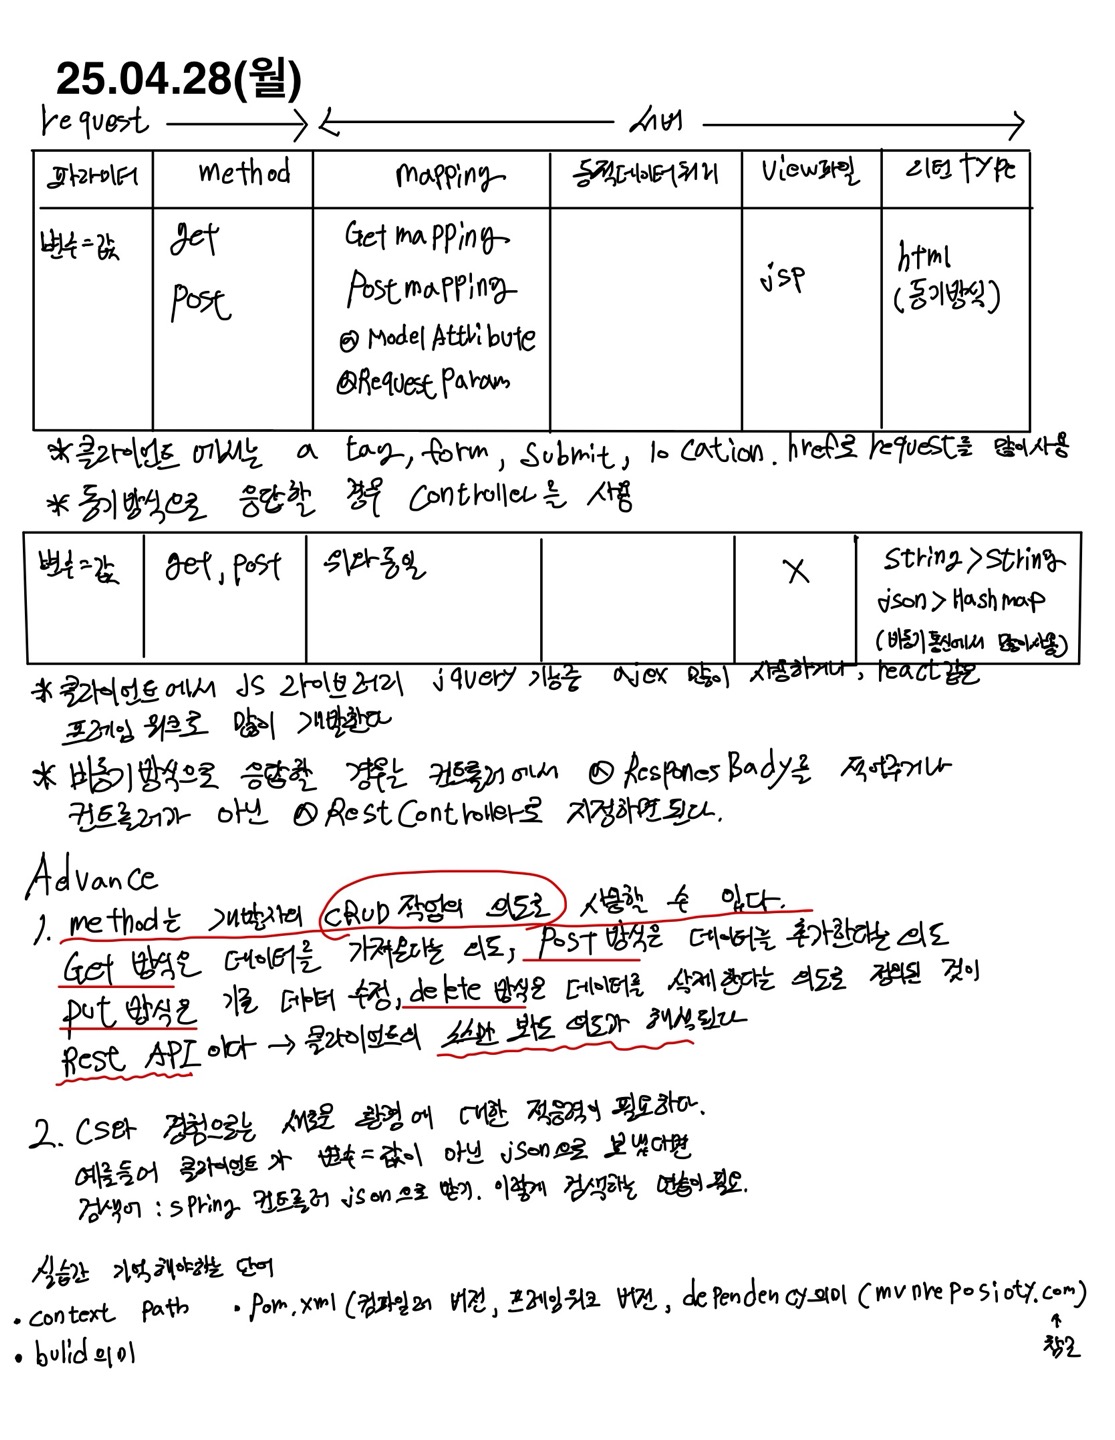 25.04.28(월)
request → ← 서버 →
파라미터 method mapping 동적데이터처리 View파일 리턴 type
변수=값 get Getmapping jsp html
Post Postmapping (동기방식)
@ModelAttribute
@RequestParam
*클라이언트 에서는 a tag, form, submit, location.href로 request를 많이사용
*동기방식으로 응답할 경우 Controller를 사용
변수=값 get, post 위와동일 X String>String
json>Hashmap
(비동기통신에서 많이사용)
*클라이언트에서 JS 라이브러리 jquery 기능중 ajex 많이 사용하거나, react같은
프레임워크로 많이 개발한다
*비동기방식으로 응답할 경우는 컨트롤러에서 @ResponesBady를 적어주거나
컨트롤러가 아닌 @RestController로 지정하면된다.
Advance
1. method는 개발자의 CRUD작업의 의도로 사용할 수 있다.
Get 방식은 데이터를 가져온다는 의도, Post 방식은 데이터를 추가한다는 의도
put 방식은 기존 데이터 수정, delete 방식은 데이터를 삭제한다는 의도로 정의된 것이
Rest API이다 → 클라이언트의 소스만 봐도 의도가 해석된다
2. CS와 경험으로는 새로운 환경에 대한 적응력이 필요하다.
예를들어 클라이언트가 변수=값이 아닌 json으로 보냈다면
검색어 : spring 컨트롤러 json으로 받기. 이렇게 검색하는 연습이 필요.
실습간 기억해야하는 단어
• context path • Pom.xml (컴파일러 버전, 프레임워크 버전, dependency의미 (mvnreposioty.com)
↑
• bulid의미 참고